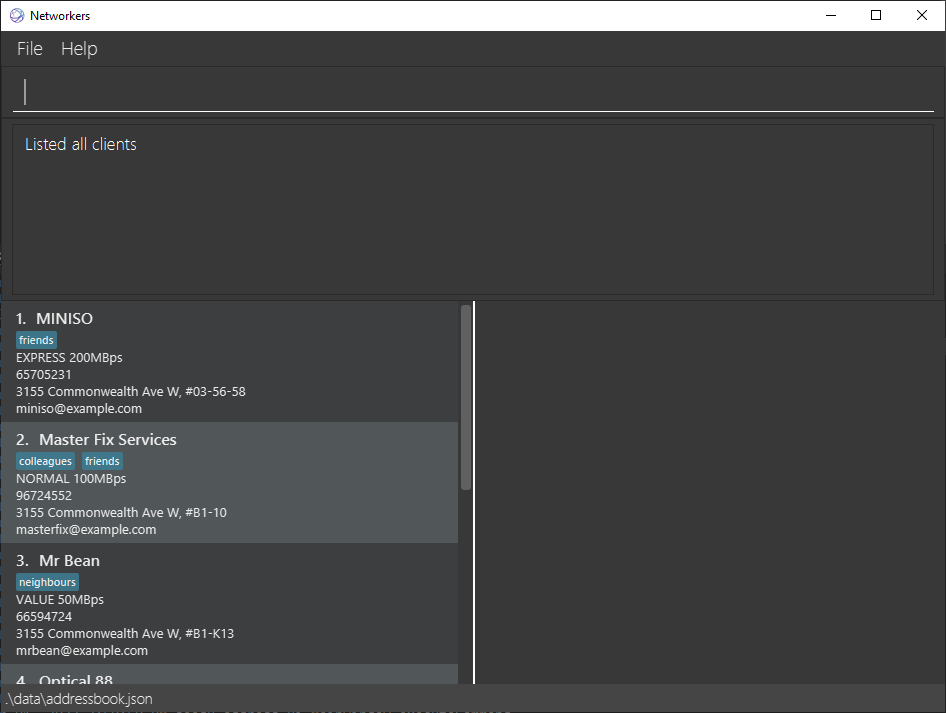 Networkers
File Help
Listed all clients
1. MINISO
friends
EXPRESS 200MBps
65705231
3155 Commonwealth Ave W, #03-56-58
miniso@example.com
2. Master Fix Services
colleagues friends
NORMAL 100MBps
96724552
3155 Commonwealth Ave W, #B1-10
masterfix@example.com
3. Mr Bean
neighbours
VALUE 50MBps
66594724
3155 Commonwealth Ave W, #B1-K13
mrbean@example.com
4. Optical 88
.\data\addressbook.json